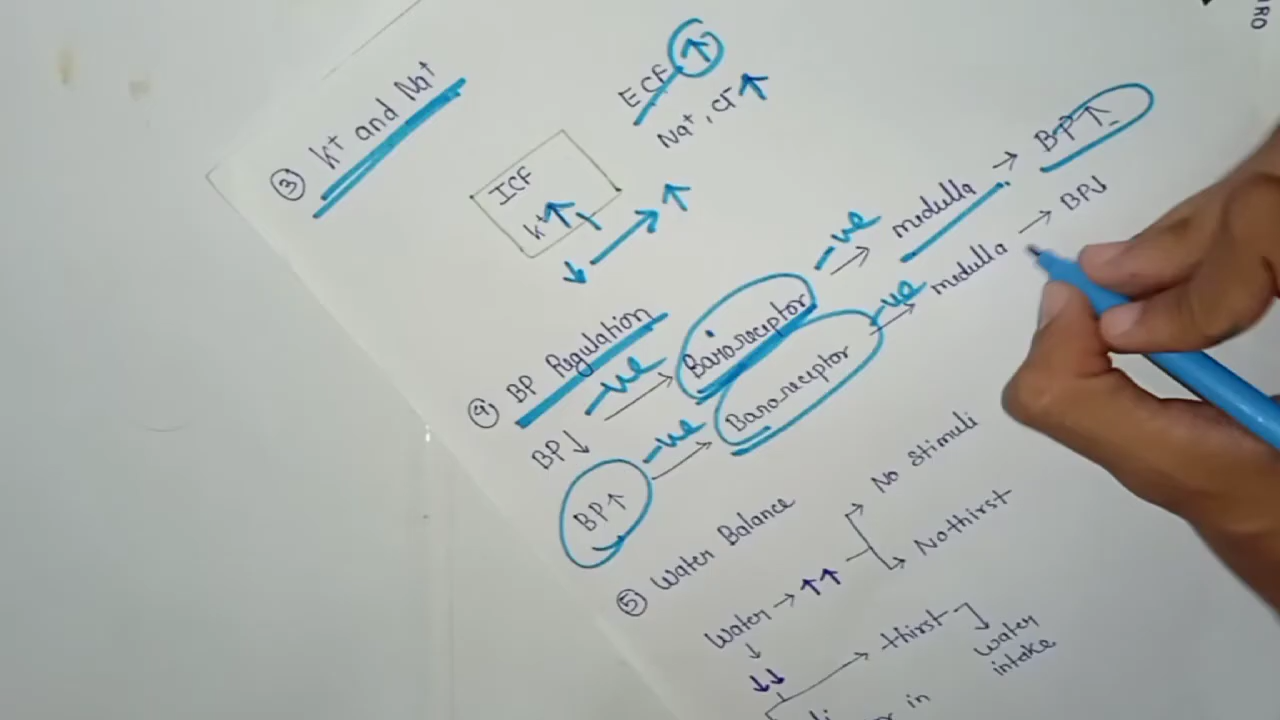 ③ K⁺ and Na⁺
ECF ↑
Na⁺, Cl⁻ ↑
ICF
K⁺ ↑
↓ → ↑
④ BP Regulation
BP↓ -ve → Baroreceptor -ve → medulla → BP↑
BP↑ -ve → Baroreceptor -ve → medulla → BP↓
⑤ Water Balance
Water → ↑↑ → No Stimuli
→ No thirst
↓
↓↓ → thirst → water
intake
in